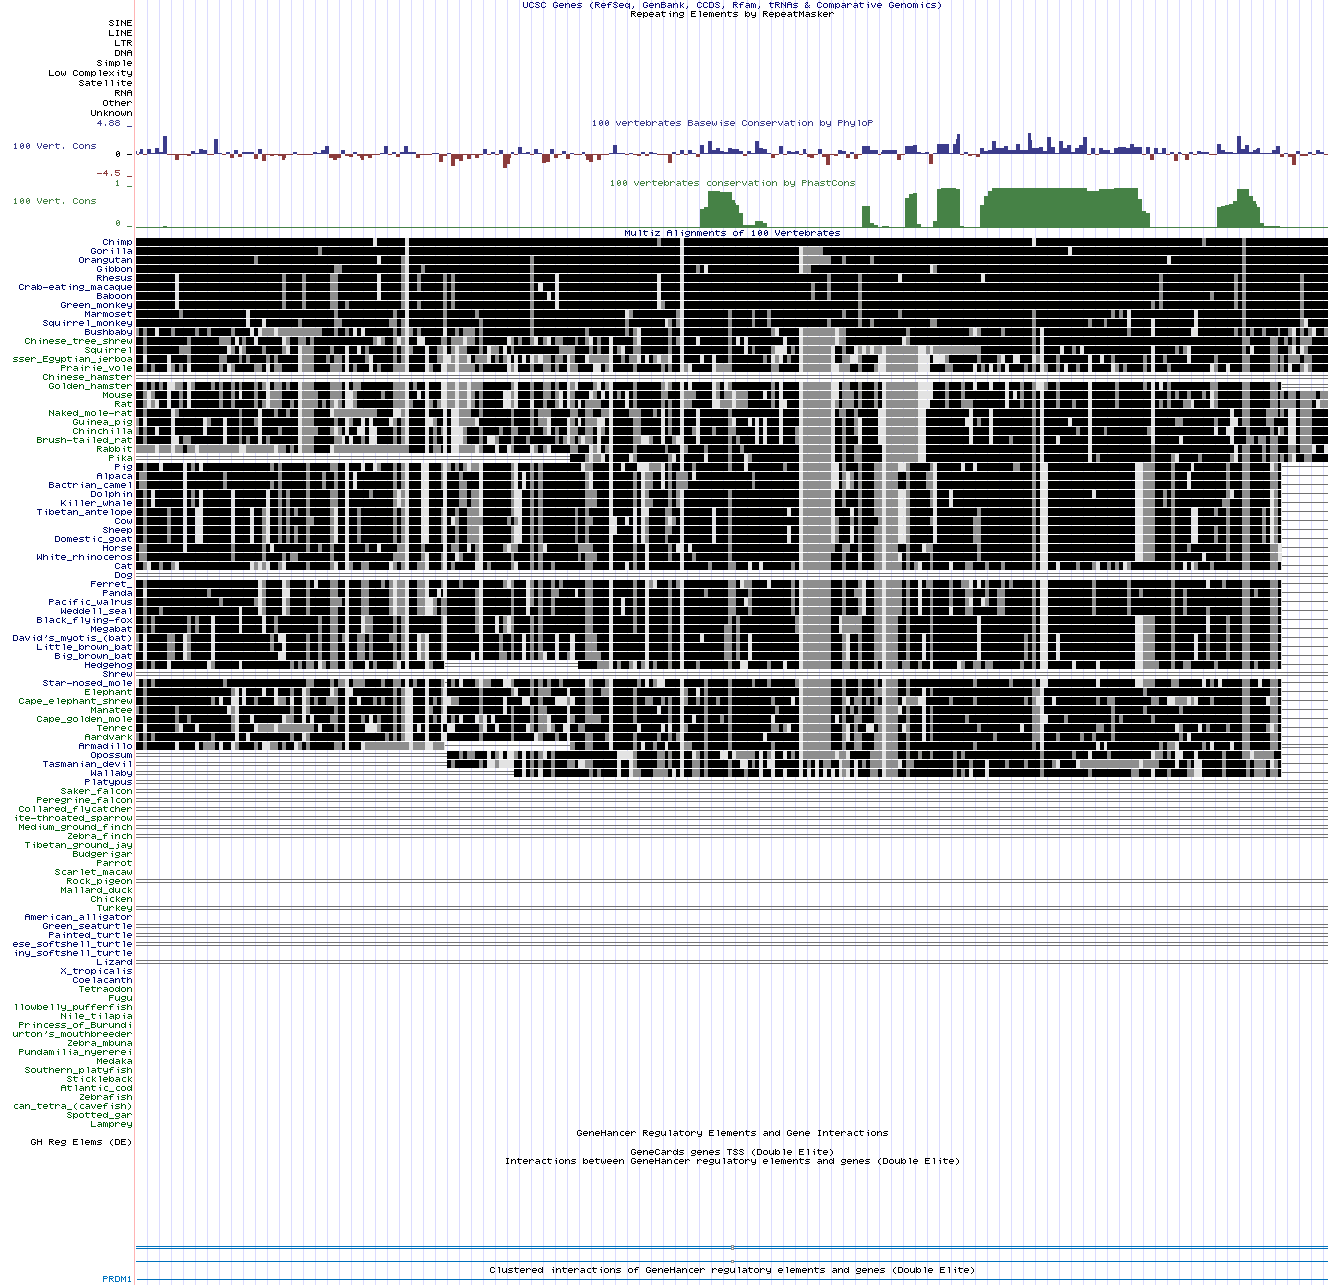 UCSC Genes (RefSeq, GenBank, CCDS, Rfam, tRNAs & Comparative Genomics)
Repeating Elements by RepeatMasker
SINE
LINE
LTR
DNA
Simple
Low Complexity
Satellite
RNA
Other
Unknown
4.88 _
100 vertebrates Basewise Conservation by PhyloP
100 Vert. Cons
0 _
-4.5 _
1 _
100 vertebrates conservation by PhastCons
100 Vert. Cons
0 _
Multiz Alignments of 100 Vertebrates
Chimp
Gorilla
Orangutan
Gibbon
Rhesus
Crab-eating_macaque
Baboon
Green_monkey
Marmoset
Squirrel_monkey
Bushbaby
Chinese_tree_shrew
Squirrel
sser_Egyptian_jerboa
Prairie_vole
Chinese_hamster
Golden_hamster
Mouse
Rat
Naked_mole-rat
Guinea_pig
Chinchilla
Brush-tailed_rat
Rabbit
Pika
Pig
Alpaca
Bactrian_camel
Dolphin
Killer_whale
Tibetan_antelope
Cow
Sheep
Domestic_goat
Horse
White_rhinoceros
Cat
Dog
Ferret_
Panda
Pacific_walrus
Weddell_seal
Black_flying-fox
Megabat
David's_myotis_(bat)
Little_brown_bat
Big_brown_bat
Hedgehog
Shrew
Star-nosed_mole
Elephant
Cape_elephant_shrew
Manatee
Cape_golden_mole
Tenrec
Aardvark
Armadillo
Opossum
Tasmanian_devil
Wallaby
Platypus
Saker_falcon
Peregrine_falcon
Collared_flycatcher
ite-throated_sparrow
Medium_ground_finch
Zebra_finch
Tibetan_ground_jay
Budgerigar
Parrot
Scarlet_macaw
Rock_pigeon
Mallard_duck
Chicken
Turkey
American_alligator
Green_seaturtle
Painted_turtle
ese_softshell_turtle
iny_softshell_turtle
Lizard
X_tropicalis
Coelacanth
Tetraodon
Fugu
llowbelly_pufferfish
Nile_tilapia
Princess_of_Burundi
urton's_mouthbreeder
Zebra_mbuna
Pundamilia_nyererei
Medaka
Southern_platyfish
Stickleback
Atlantic_cod
Zebrafish
can_tetra_(cavefish)
Spotted_gar
Lamprey
GeneHancer Regulatory Elements and Gene Interactions
GH Reg Elems (DE)
GeneCards genes TSS (Double Elite)
Interactions between GeneHancer regulatory elements and genes (Double Elite)
Clustered interactions of GeneHancer regulatory elements and genes (Double Elite)
PRDM1